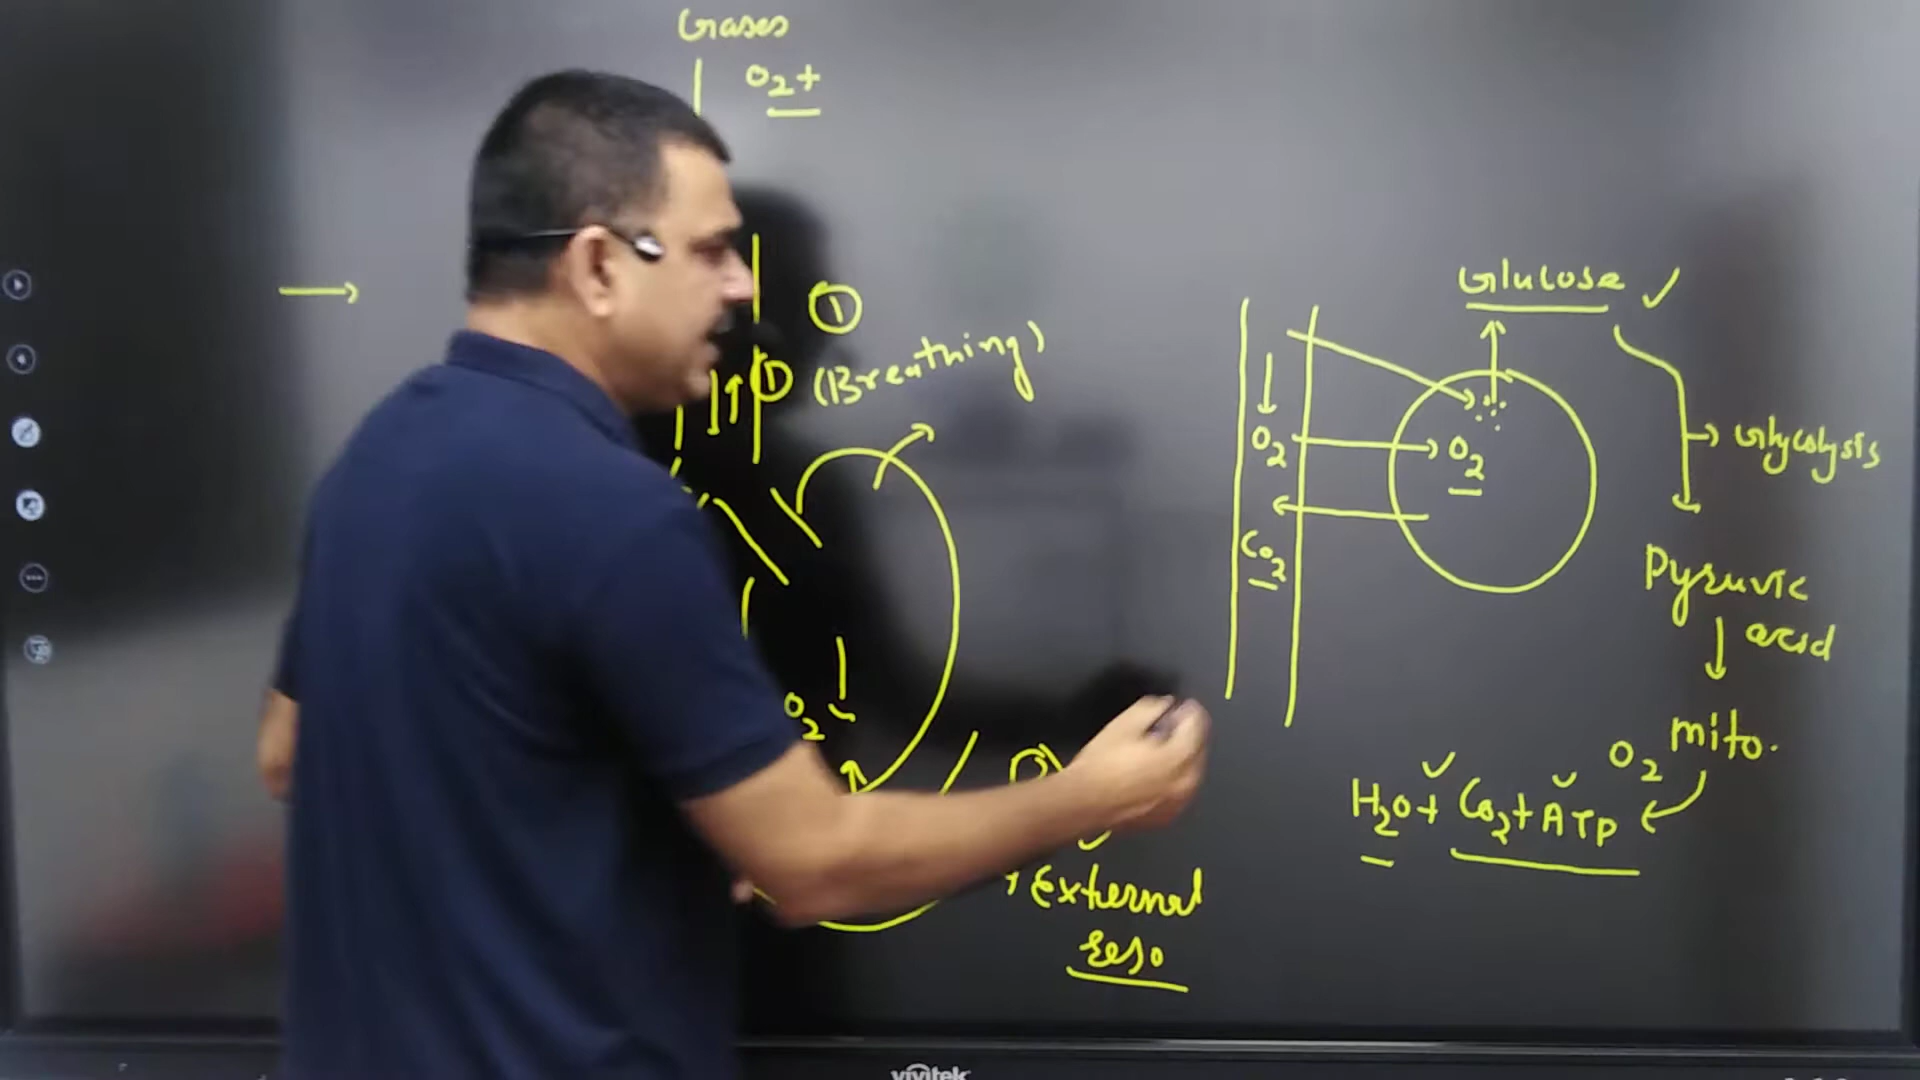 Gases
O2+
①
① (Breathing)
O2
②
+ External
resp
Glucose ✓
O2
O2
CO2
Glycolysis
Pyruvic
acid
mito.
O2
H2O + CO2 + ATP
vivitek